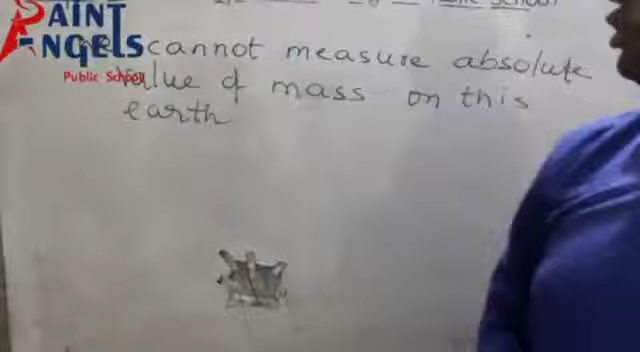 SAINT
ANGELS
Public School
cannot measure absolute
value of mass on this
earth